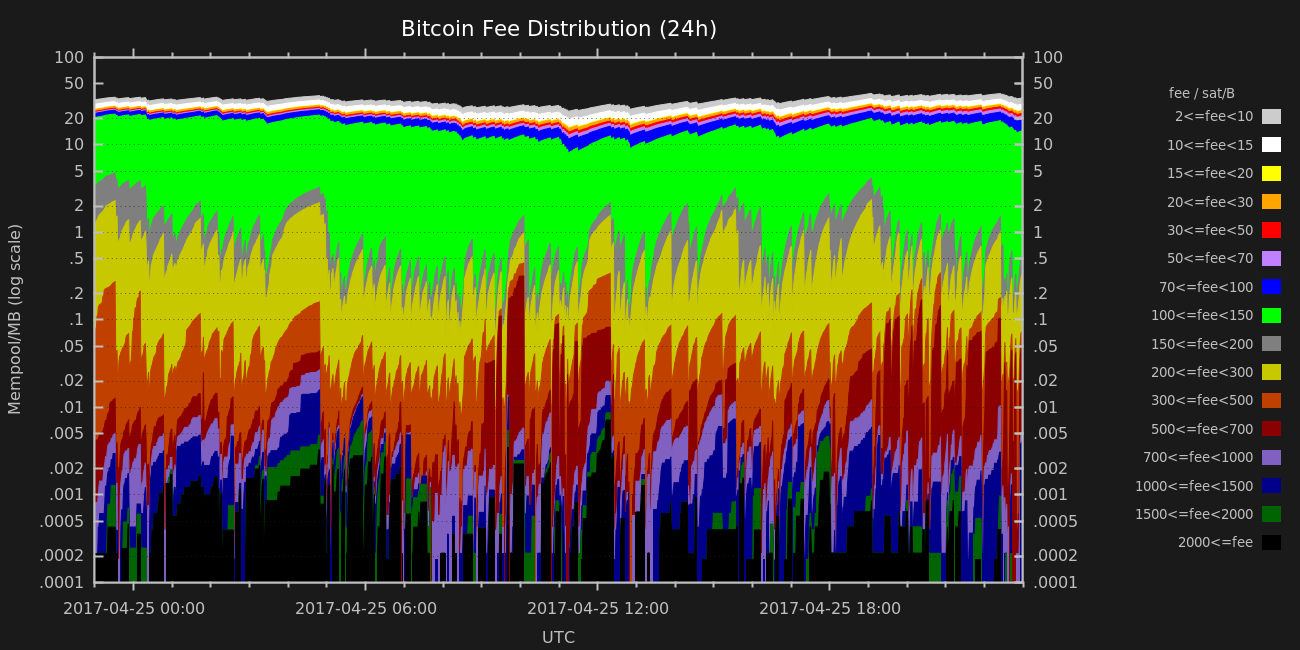 Bitcoin Fee Distribution (24h)
Mempool/MB (log scale)
100
50
20
10
5
2
1
.5
.2
.1
.05
.02
.01
.005
.002
.001
.0005
.0002
.0001
100
50
20
10
5
2
1
.5
.2
.1
.05
.02
.01
.005
.002
.001
.0005
.0002
.0001
2017-04-25 00:00
2017-04-25 06:00
2017-04-25 12:00
2017-04-25 18:00
UTC
fee / sat/B
2<=fee<10
10<=fee<15
15<=fee<20
20<=fee<30
30<=fee<50
50<=fee<70
70<=fee<100
100<=fee<150
150<=fee<200
200<=fee<300
300<=fee<500
500<=fee<700
700<=fee<1000
1000<=fee<1500
1500<=fee<2000
2000<=fee